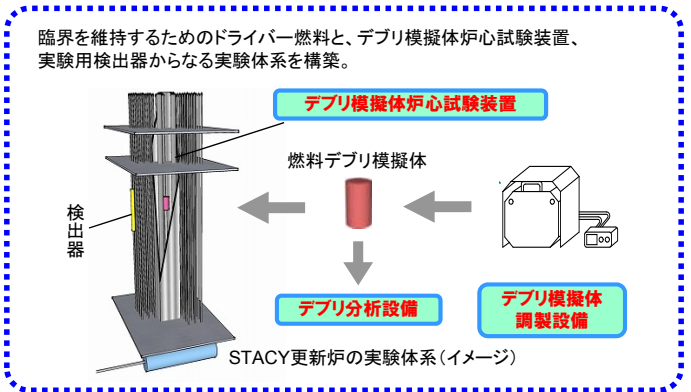 臨界を維持するためのドライバー燃料と、デブリ模擬体炉心試験装置、
実験用検出器からなる実験体系を構築。
デブリ模擬体炉心試験装置
燃料デブリ模擬体
検出器
デブリ分析設備
デブリ模擬体
調製設備
STACY更新炉の実験体系(イメージ)